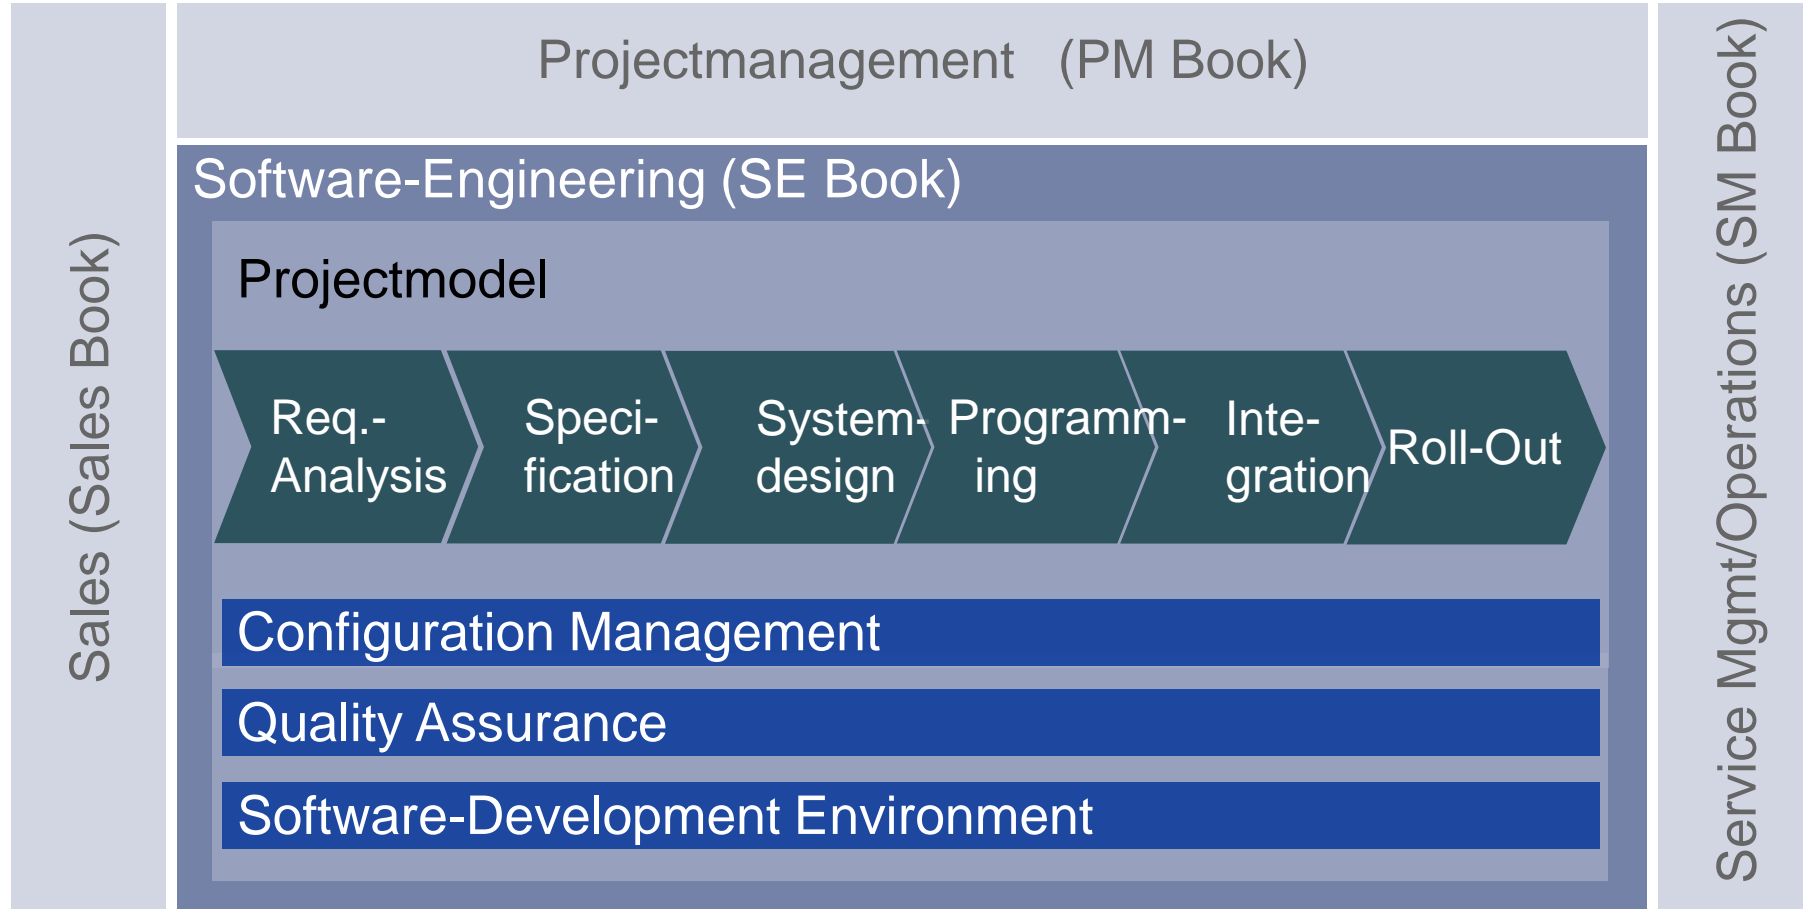 Projectmanagement (PM Book)
Sales (Sales Book)
Software-Engineering (SE Book)
Projectmodel
Req.-
Analysis
Speci-
fication
System-
design
Programm-
ing
Inte-
gration
Roll-Out
Configuration Management
Quality Assurance
Software-Development Environment
Service Mgmt/Operations (SM Book)